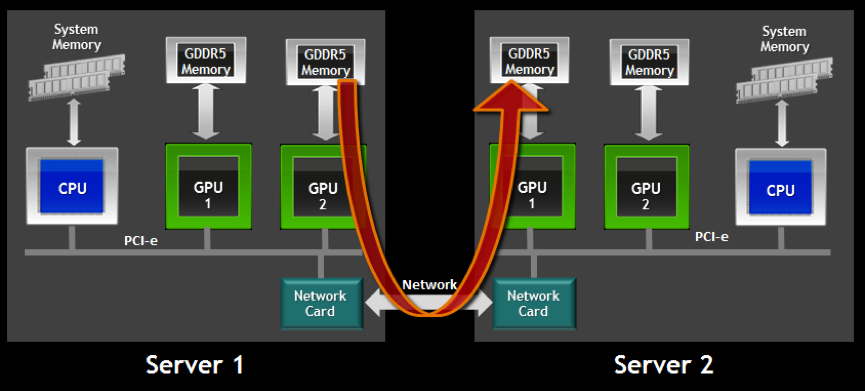 System
Memory
GDDR5
Memory
GDDR5
Memory
CPU
GPU
1
GPU
2
PCI-e
Network
Card
Server 1
Network
GDDR5
Memory
GDDR5
Memory
System
Memory
GPU
1
GPU
2
CPU
PCI-e
Network
Card
Server 2